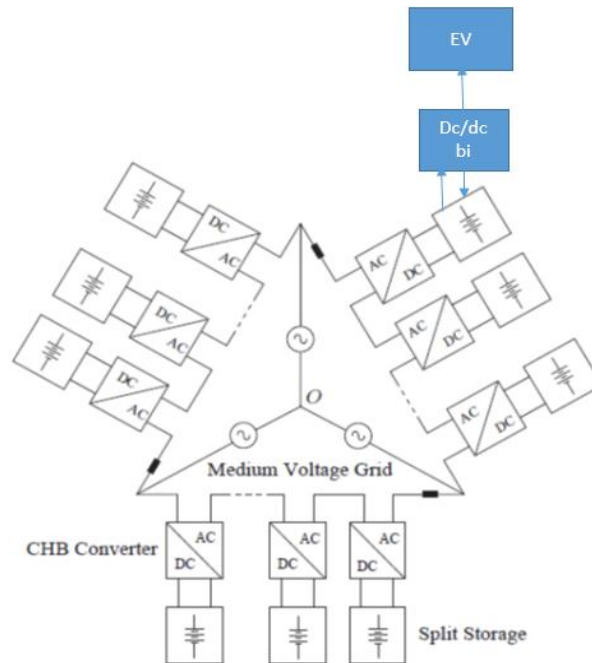 EV
Dc/dc
bi
DC
AC
AC
DC
DC
AC
AC
DC
DC
AC
AC
DC
O
Medium Voltage Grid
CHB Converter
AC
DC
AC
DC
AC
DC
Split Storage